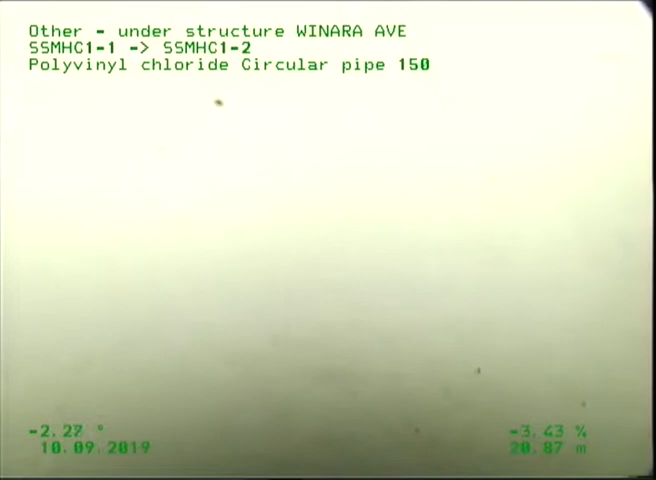 Other - under structure WINARA AVE
SSMHC1-1 -> SSMHC1-2
Polyvinyl chloride Circular pipe 150
-2.27 °
-3.43 %
10.09.2019
20.87 m